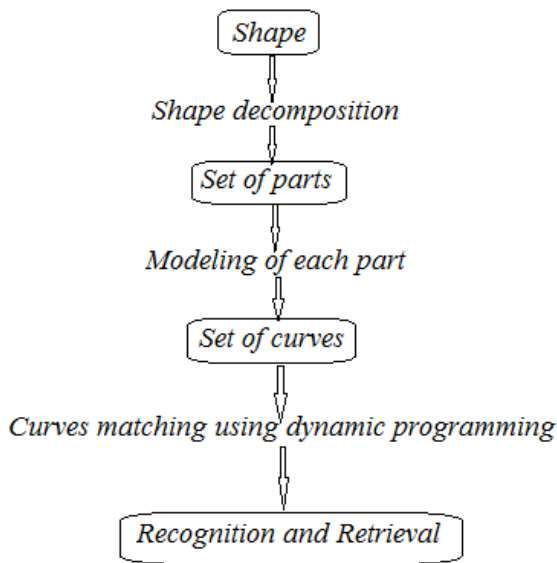 Shape
Shape decomposition
Set of parts
Modeling of each part
Set of curves
Curves matching using dynamic programming
Recognition and Retrieval